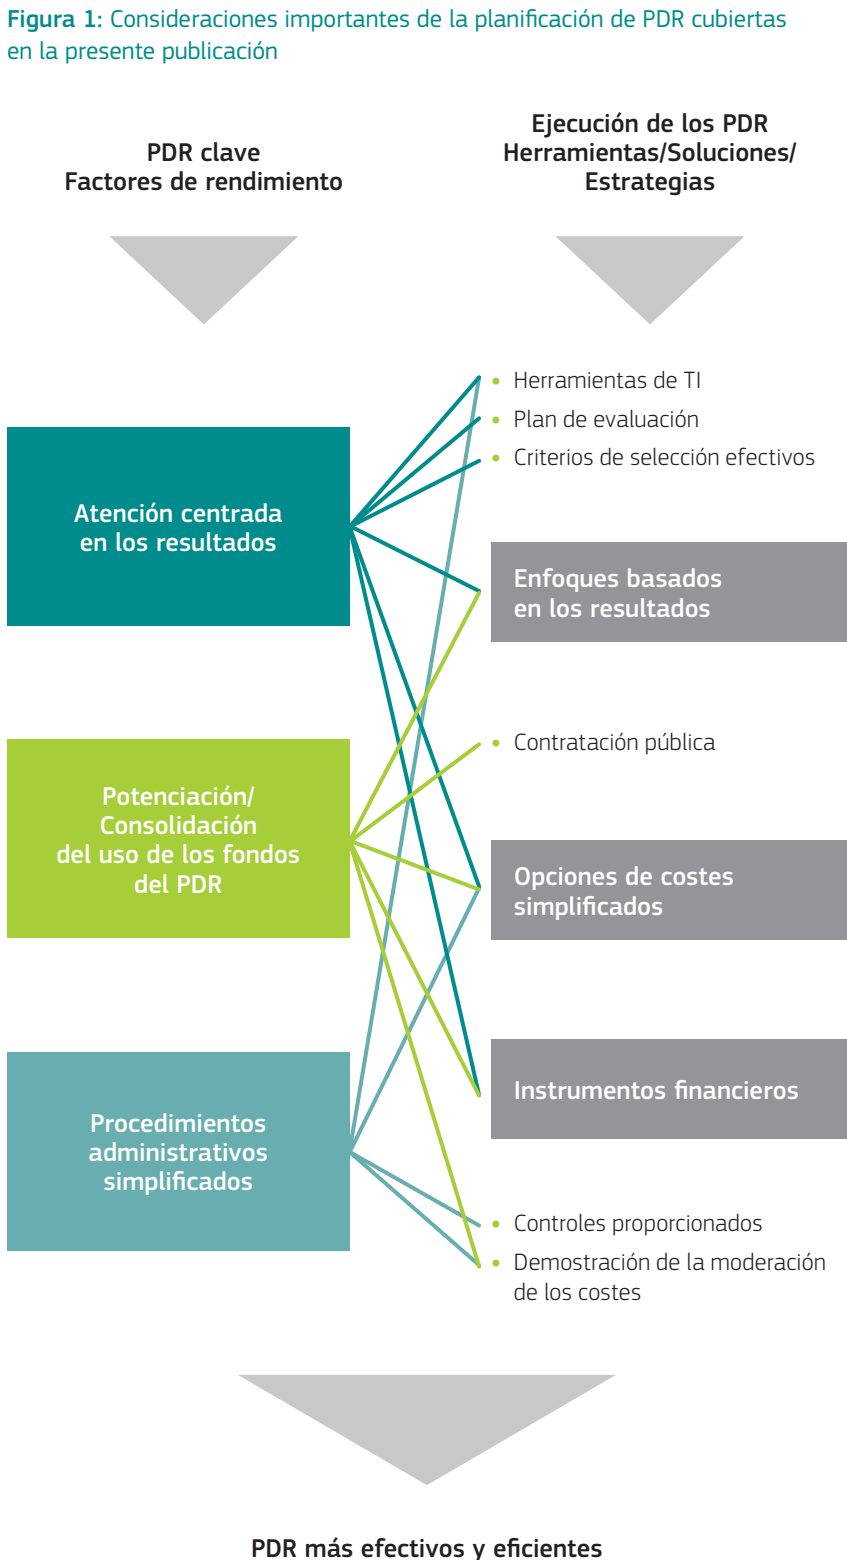 Figura 1: Consideraciones importantes de la planificación de PDR cubiertas
en la presente publicación
PDR clave
Factores de rendimiento
Ejecución de los PDR
Herramientas/Soluciones/
Estrategias
Atención centrada
en los resultados
Potenciación/
Consolidación
del uso de los fondos
del PDR
Procedimientos
administrativos
simplificados
• Herramientas de TI
• Plan de evaluación
• Criterios de selección efectivos
Enfoques basados
en los resultados
• Contratación pública
Opciones de costes
simplificados
Instrumentos financieros
• Controles proporcionados
• Demostración de la moderación
de los costes
PDR más efectivos y eficientes